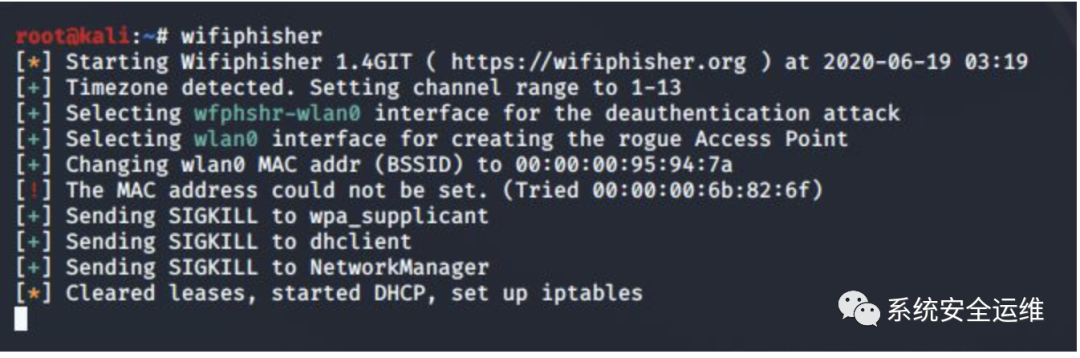 root@kali:~# wifiphisher
[*] Starting Wifiphisher 1.4GIT ( https://wifiphisher.org ) at 2020-06-19 03:19
[+] Timezone detected. Setting channel range to 1-13
[+] Selecting wfphshr-wlan0 interface for the deauthentication attack
[+] Selecting wlan0 interface for creating the rogue Access Point
[+] Changing wlan0 MAC addr (BSSID) to 00:00:00:95:94:7a
[!] The MAC address could not be set. (Tried 00:00:00:6b:82:6f)
[+] Sending SIGKILL to wpa_supplicant
[+] Sending SIGKILL to dhclient
[+] Sending SIGKILL to NetworkManager
[*] Cleared leases, started DHCP, set up iptables
系统安全运维